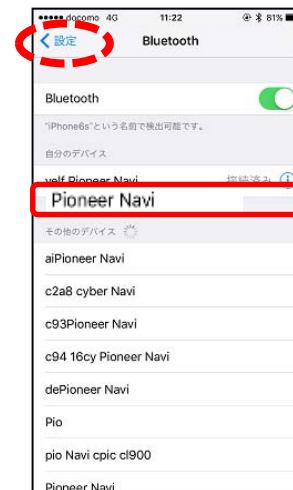 docomo 4G 11:22 81%
設定 Bluetooth
Bluetooth
"iPhone6s"という名前で検出可能です。
自分のデバイス
velf Pioneer Navi 接続済み
Pioneer Navi
その他のデバイス
aiPioneer Navi
c2a8 cyber Navi
c93Pioneer Navi
c94 16cy Pioneer Navi
dePioneer Navi
Pio
pio Navi cpic cl900
Pioneer Navi